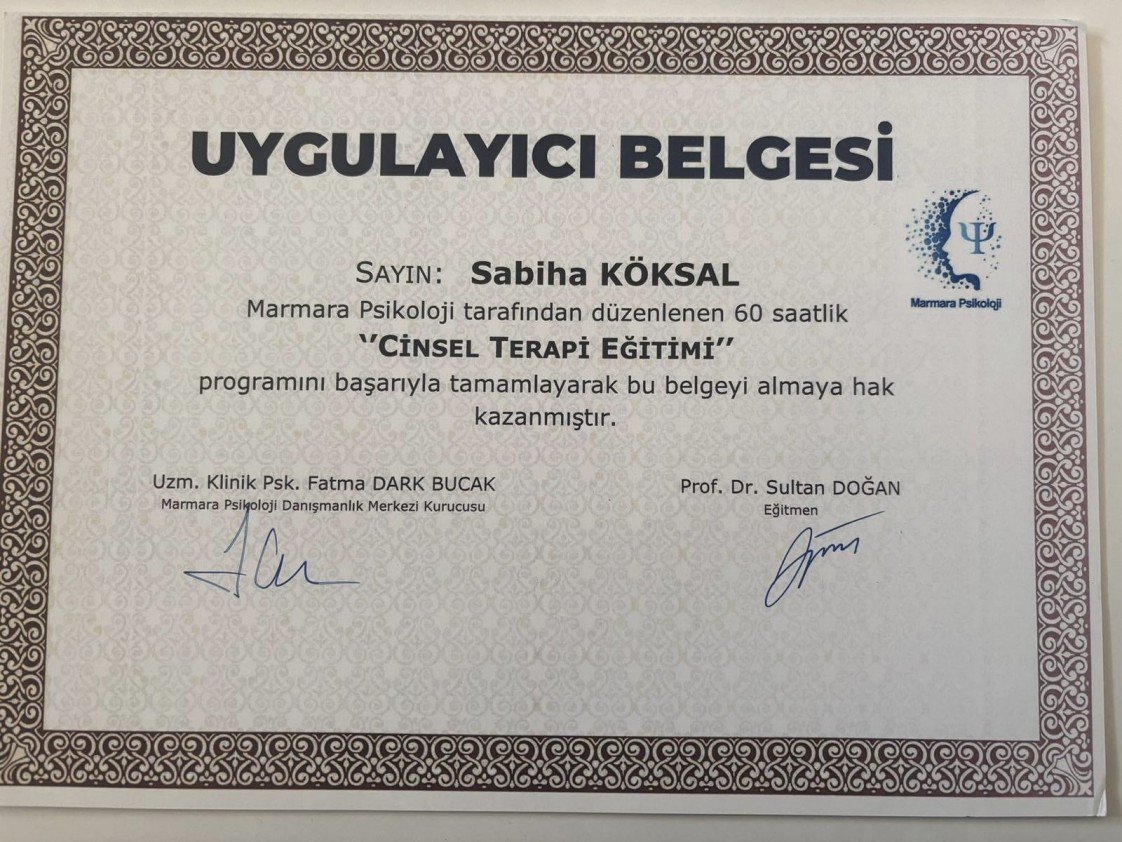 UYGULAYICI BELGESİ
Marmara Psikoloji
SAYIN: Sabiha KÖKSAL
Marmara Psikoloji tarafından düzenlenen 60 saatlik
‘’CİNSEL TERAPİ EĞİTİMİ’’
programını başarıyla tamamlayarak bu belgeyi almaya hak
kazanmıştır.
Uzm. Klinik Psk. Fatma DARK BUCAK
Marmara Psikoloji Danışmanlık Merkezi Kurucusu
Prof. Dr. Sultan DOĞAN
Eğitmen